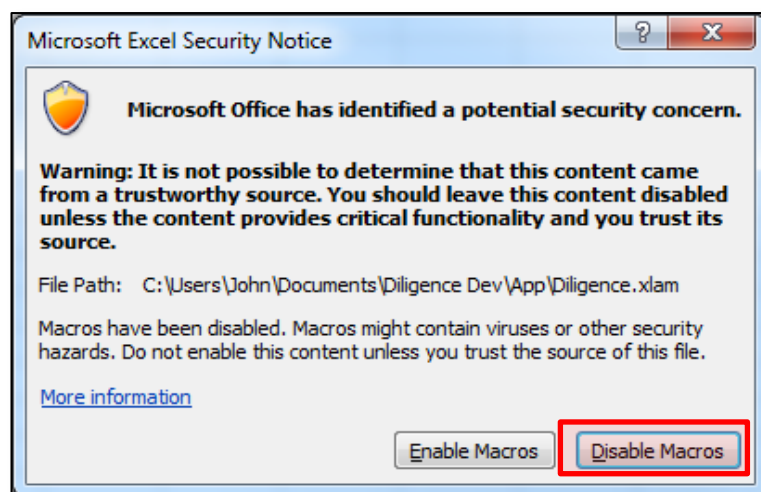 Microsoft Excel Security Notice
Microsoft Office has identified a potential security concern.
Warning: It is not possible to determine that this content came
from a trustworthy source. You should leave this content disabled
unless the content provides critical functionality and you trust its
source.
File Path: C:\Users\John\Documents\Diligence Dev\App\Diligence.xlam
Macros have been disabled. Macros might contain viruses or other security
hazards. Do not enable this content unless you trust the source of this file.
More information
Enable Macros Disable Macros